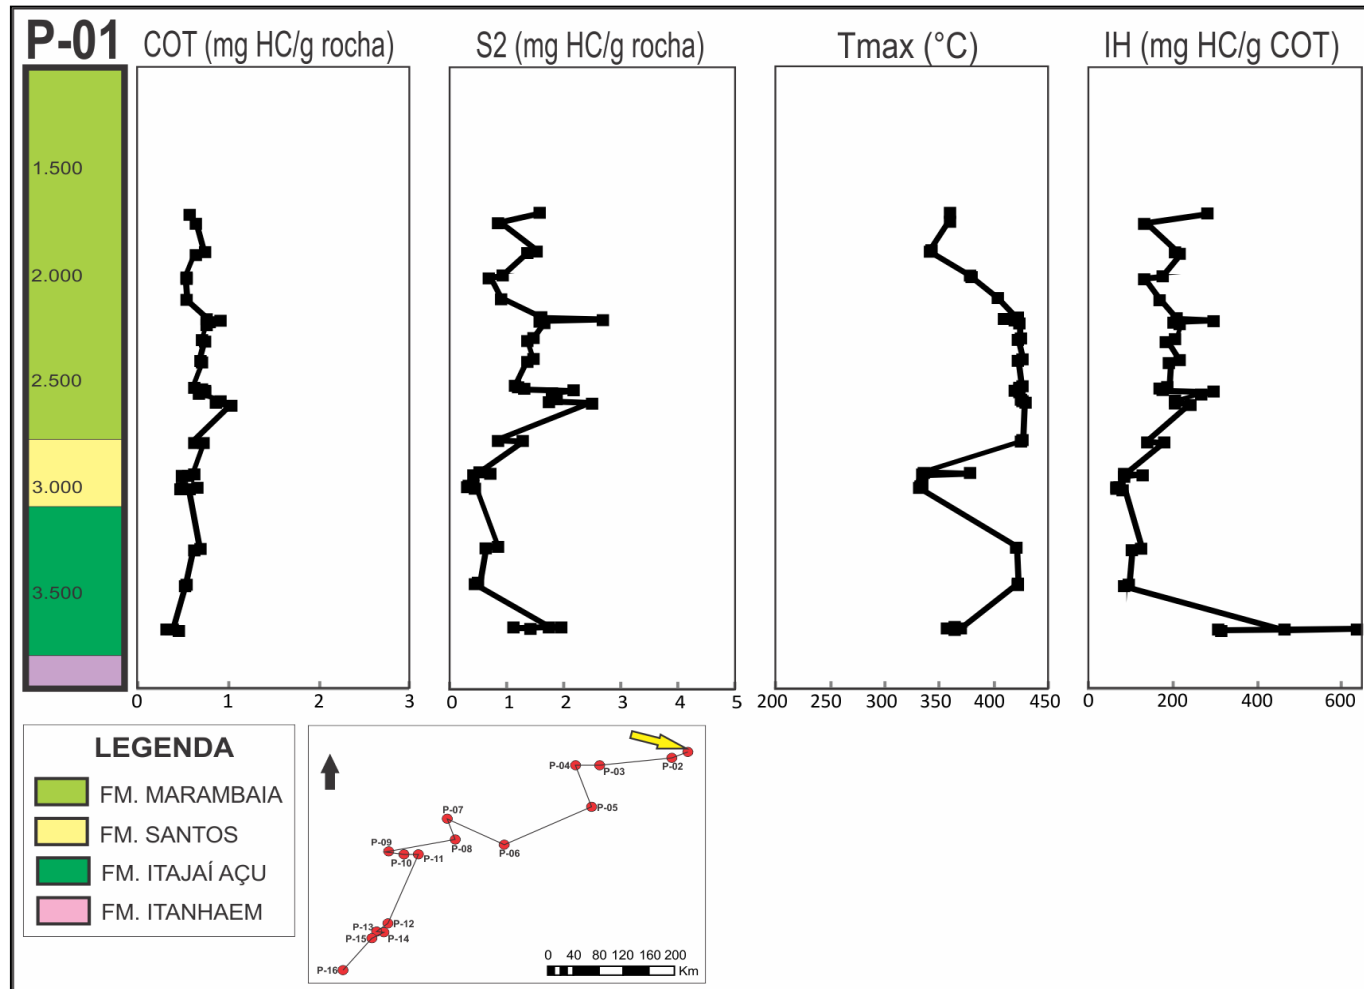 P-01
COT (mg HC/g rocha)
S2 (mg HC/g rocha)
Tmax (°C)
IH (mg HC/g COT)
1.500
2.000
2.500
3.000
3.500
0 1 2 3
0 1 2 3 4 5
200 250 300 350 400 450
0 200 400 600
LEGENDA
FM. MARAMBAIA
FM. SANTOS
FM. ITAJAÍ AÇU
FM. ITANHAEM
P-02
P-04
P-03
P-05
P-07
P-06
P-08
P-09
P-10
P-11
P-12
P-13
P-14
P-15
P-16
0 40 80 120 160 200
Km